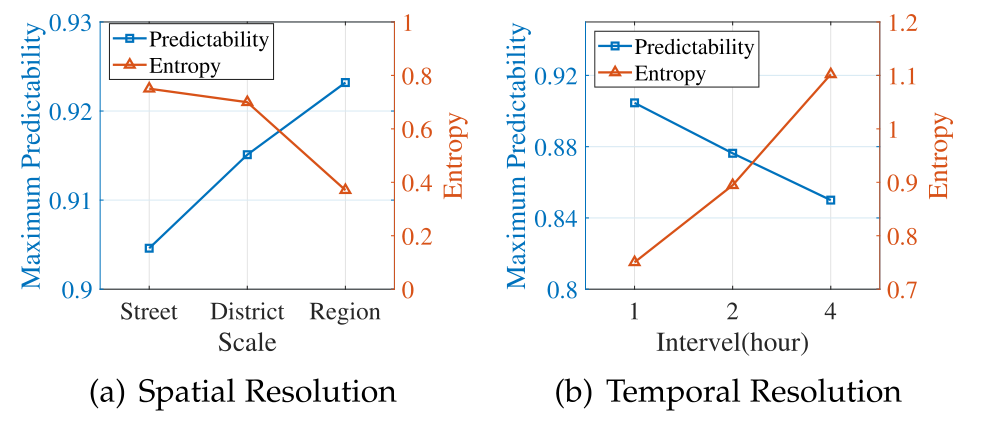 Maximum Predictability
0.93
0.92
0.91
0.9
Predictability
Entropy
1
0.8
0.6
0.4
0.2
0
Entropy
Street District Region
Scale
(a) Spatial Resolution
Maximum Predictability
0.92
0.88
0.84
0.8
Predictability
Entropy
1.2
1.1
1
0.9
0.8
0.7
Entropy
1 2 4
Intervel(hour)
(b) Temporal Resolution